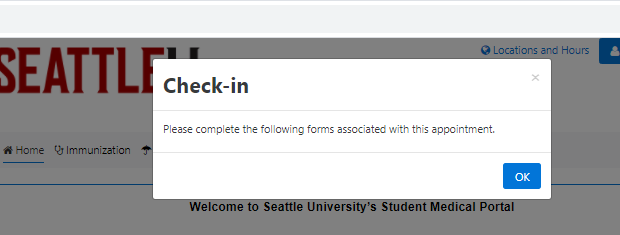 Locations and Hours
SEATTLEU
Check-in
×
Please complete the following forms associated with this appointment.
Home
Immunization
OK
Welcome to Seattle University's Student Medical Portal